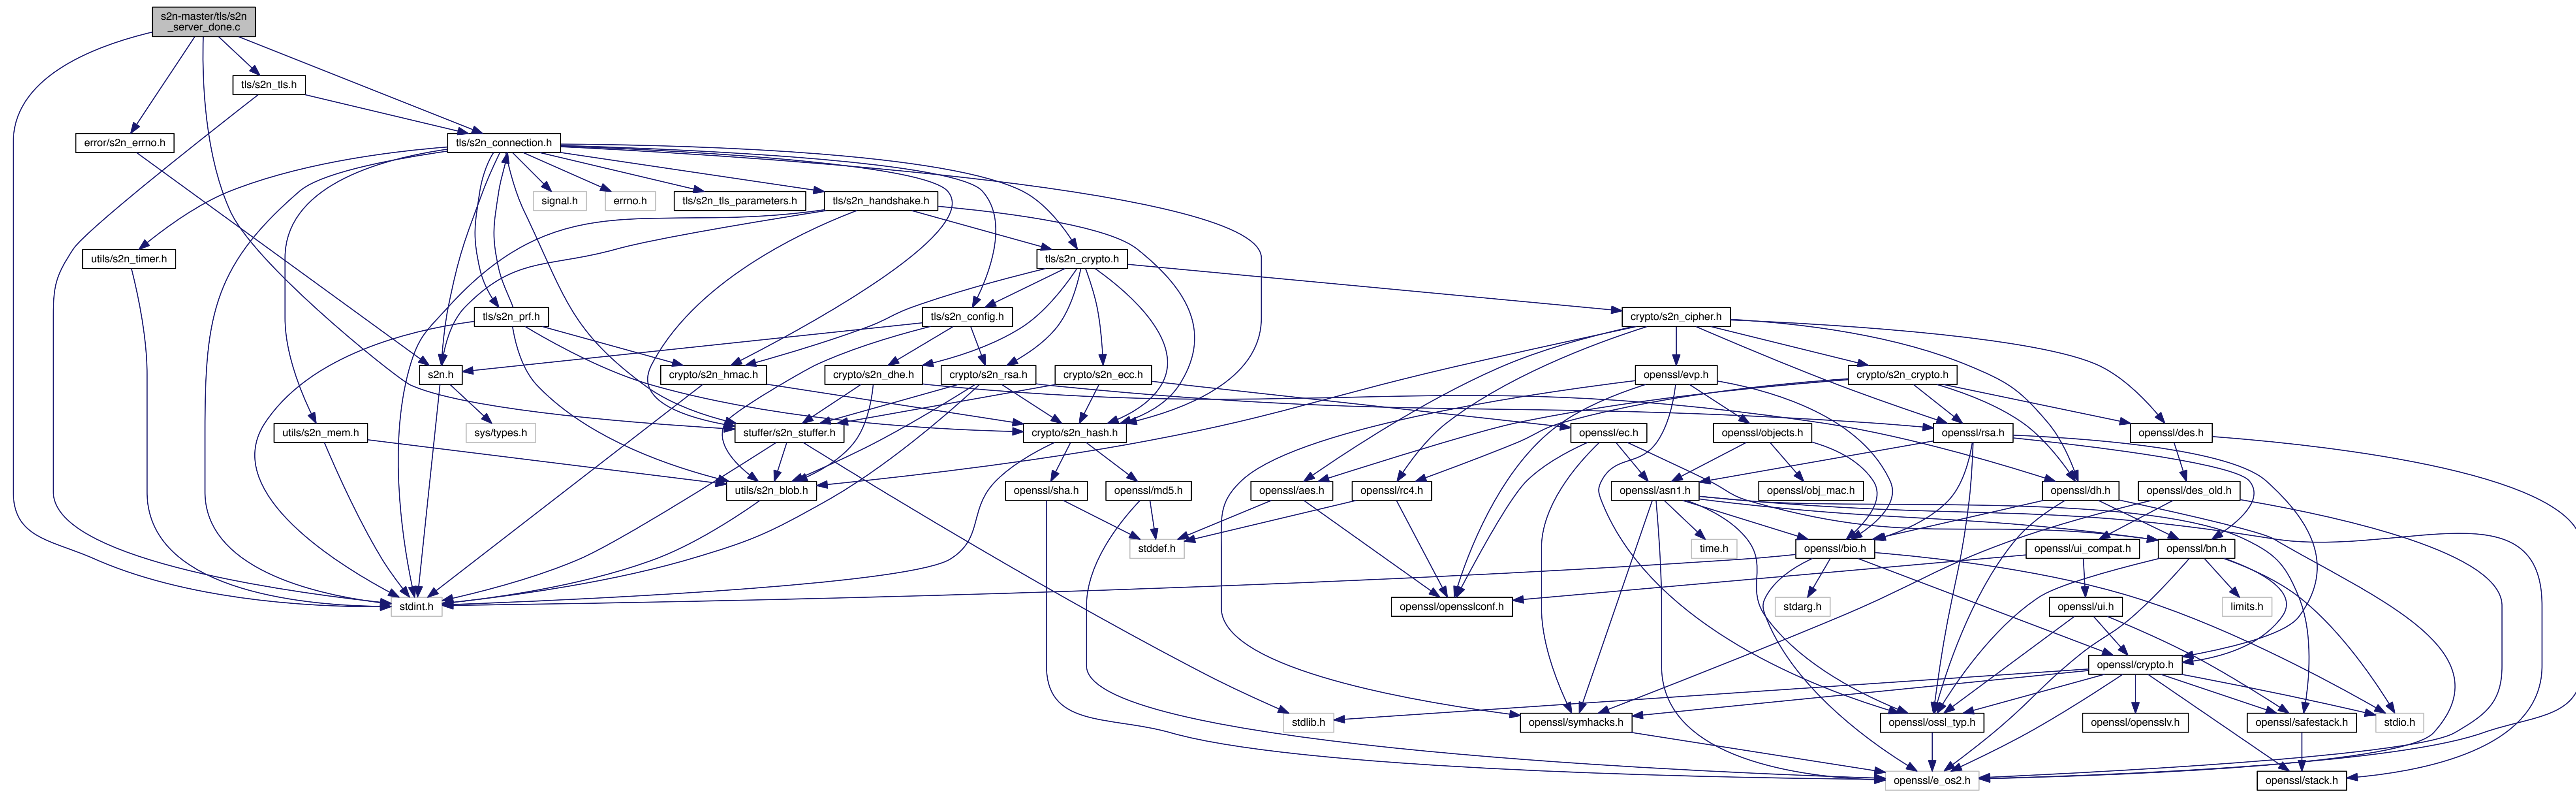 s2n-master/tls/s2n
_server_done.c
tls/s2n_tls.h
error/s2n_errno.h
tls/s2n_connection.h
signal.h
errno.h
tls/s2n_tls_parameters.h
tls/s2n_handshake.h
utils/s2n_timer.h
tls/s2n_crypto.h
tls/s2n_prf.h
tls/s2n_config.h
crypto/s2n_cipher.h
s2n.h
crypto/s2n_hmac.h
crypto/s2n_dhe.h
crypto/s2n_rsa.h
crypto/s2n_ecc.h
openssl/evp.h
crypto/s2n_crypto.h
utils/s2n_mem.h
sys/types.h
stuffer/s2n_stuffer.h
crypto/s2n_hash.h
openssl/ec.h
openssl/objects.h
openssl/rsa.h
openssl/des.h
utils/s2n_blob.h
openssl/sha.h
openssl/md5.h
openssl/aes.h
openssl/rc4.h
openssl/asn1.h
openssl/obj_mac.h
openssl/dh.h
openssl/des_old.h
stddef.h
time.h
openssl/bio.h
openssl/ui_compat.h
openssl/bn.h
stdint.h
openssl/opensslconf.h
stdarg.h
openssl/ui.h
limits.h
openssl/crypto.h
stdlib.h
openssl/symhacks.h
openssl/ossl_typ.h
openssl/opensslv.h
openssl/safestack.h
stdio.h
openssl/e_os2.h
openssl/stack.h